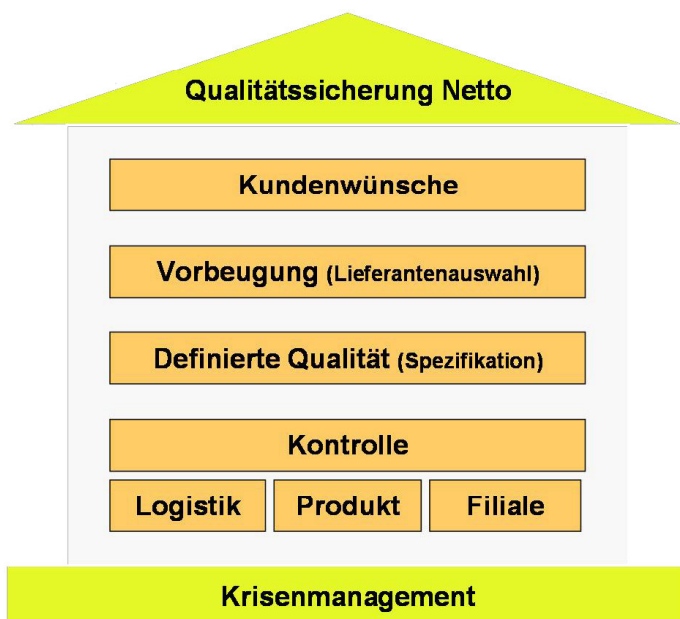 Qualitätssicherung Netto
Kundenwünsche
Vorbeugung (Lieferantenauswahl)
Definierte Qualität (Spezifikation)
Kontrolle
Logistik Produkt Filiale
Krisenmanagement